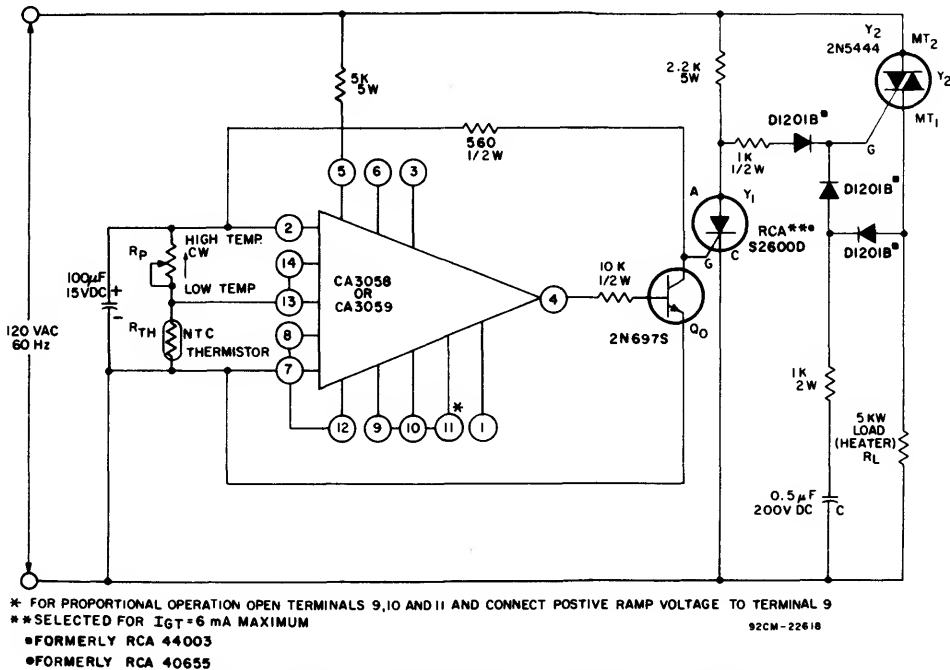 Y2
2N5444
MT2
Y2
MT1
G
5K
5W
2.2K
5W
560
1/2W
1K
1/2W
D1201B■
D1201B■
D1201B■
5
6
3
A
Y1
RCA***●
S2600D
G
C
2
HIGH TEMP.
CW
RP
LOW TEMP
14
13
CA3058
OR
CA3059
4
10K
1/2W
2N697S
QO
100µF
15VDC
+
-
RTH
NTC
THERMISTOR
8
7
120 VAC
60 Hz
*
12
9
10
11
1
1K
2W
5KW
LOAD
(HEATER)
RL
0.5µF
200V DC
C
* FOR PROPORTIONAL OPERATION OPEN TERMINALS 9,10 AND 11 AND CONNECT POSTIVE RAMP VOLTAGE TO TERMINAL 9
** SELECTED FOR IGT = 6 mA MAXIMUM
■FORMERLY RCA 44003
●FORMERLY RCA 40655
92CM-22618